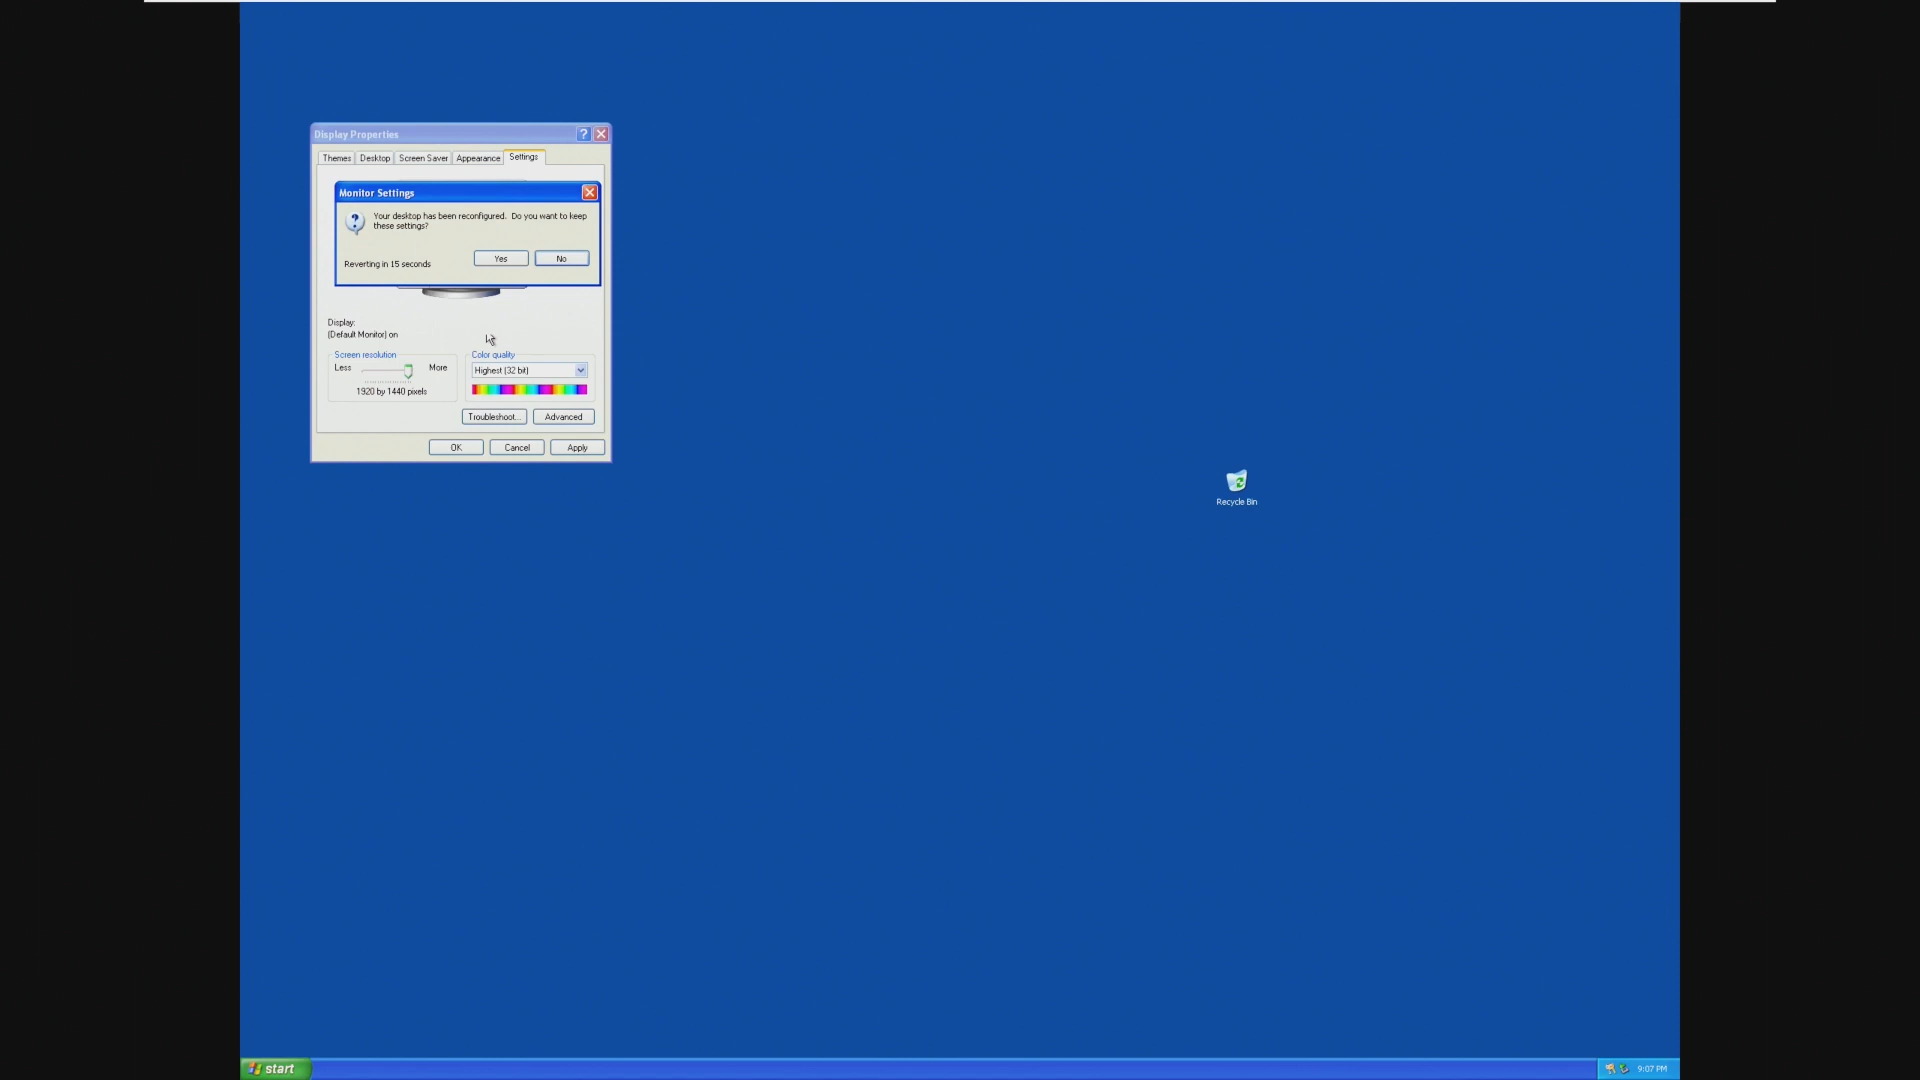 Display Properties
Themes Desktop Screen Saver Appearance Settings
Monitor Settings
Your desktop has been reconfigured. Do you want to keep
these settings?
Reverting in 15 seconds
Yes No
Display:
(Default Monitor) on
Screen resolution
Less More
1920 by 1440 pixels
Color quality
Highest (32 bit)
Troubleshoot... Advanced
OK Cancel Apply
Recycle Bin
start
9:07 PM